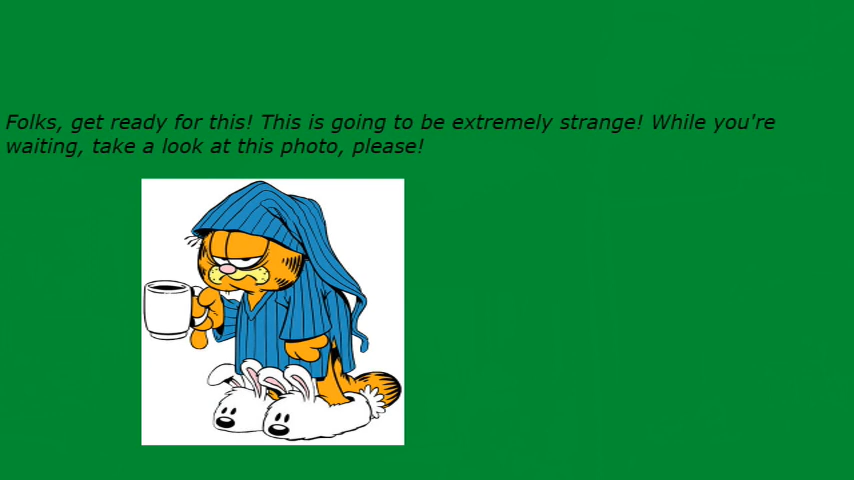 Folks, get ready for this! This is going to be extremely strange! While you're
waiting, take a look at this photo, please!